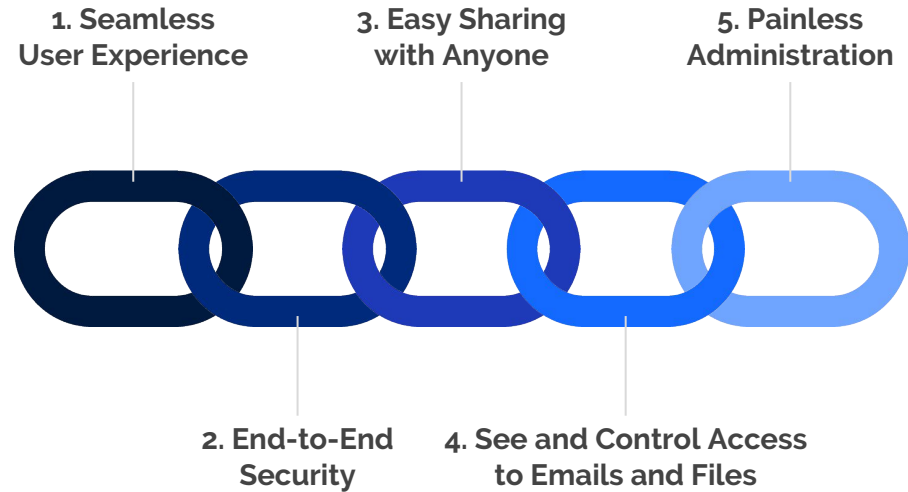 1. Seamless
User Experience
3. Easy Sharing
with Anyone
5. Painless
Administration
2. End-to-End
Security
4. See and Control Access
to Emails and Files